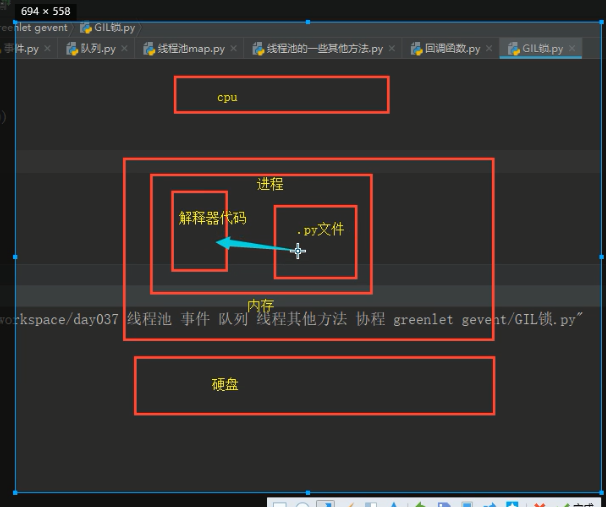 694 × 558
greenlet gevent GIL锁.py
事件.py 队列.py 线程池map.py 线程池的一些其他方法.py 回调函数.py GIL锁.py
cpu
进程
解释器代码
.py文件
内存
workspace/day037 线程池 事件 队列 线程其他方法 协程 greenlet gevent/GIL锁.py"
硬盘
完成